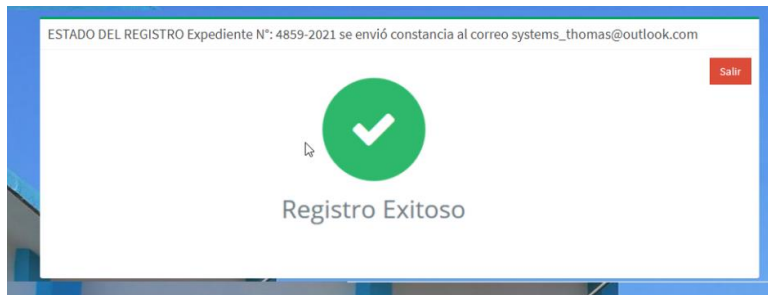 ESTADO DEL REGISTRO Expediente N°: 4859-2021 se envió constancia al correo systems_thomas@outlook.com
Salir
Registro Exitoso